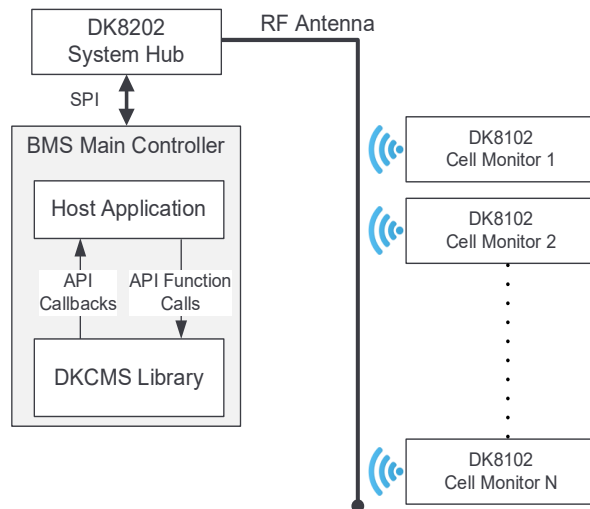 DK8202
System Hub
RF Antenna
SPI
BMS Main Controller
Host Application
API
Callbacks
API Function
Calls
DKCMS Library
DK8102
Cell Monitor 1
DK8102
Cell Monitor 2
DK8102
Cell Monitor N